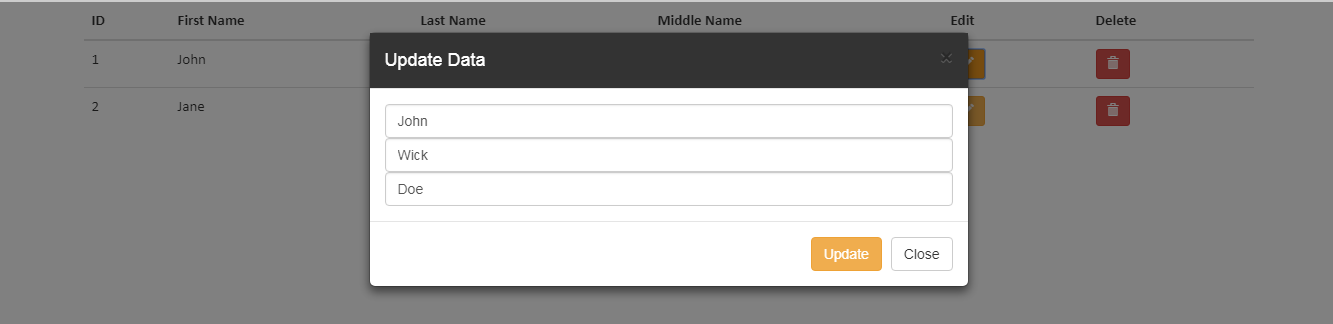 ID First Name Last Name Middle Name Edit Delete
Update Data ×
1 John
2 Jane
John
Wick
Doe
Update Close